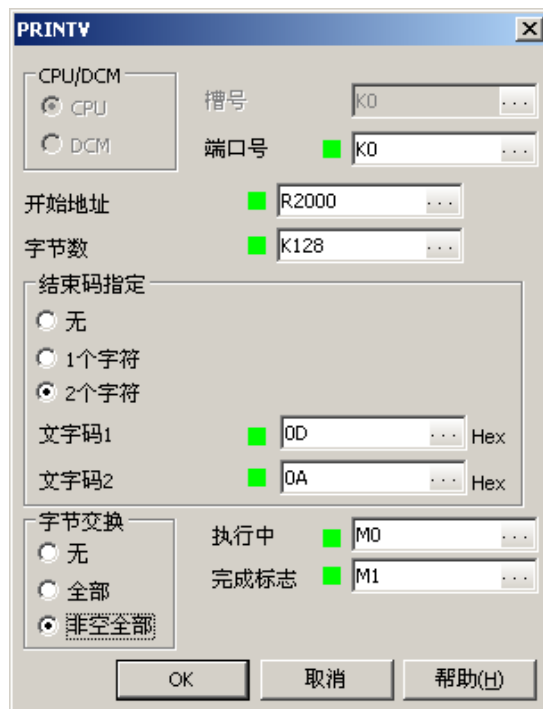 PRINTV
CPU/DCM
CPU
DCM
槽号
K0
...
端口号
K0
...
开始地址
R2000
...
字节数
K128
...
结束码指定
无
1个字符
2个字符
文字码1
0D
...
Hex
文字码2
0A
...
Hex
字节交换
无
全部
非空全部
执行中
M0
...
完成标志
M1
...
OK
取消
帮助(H)